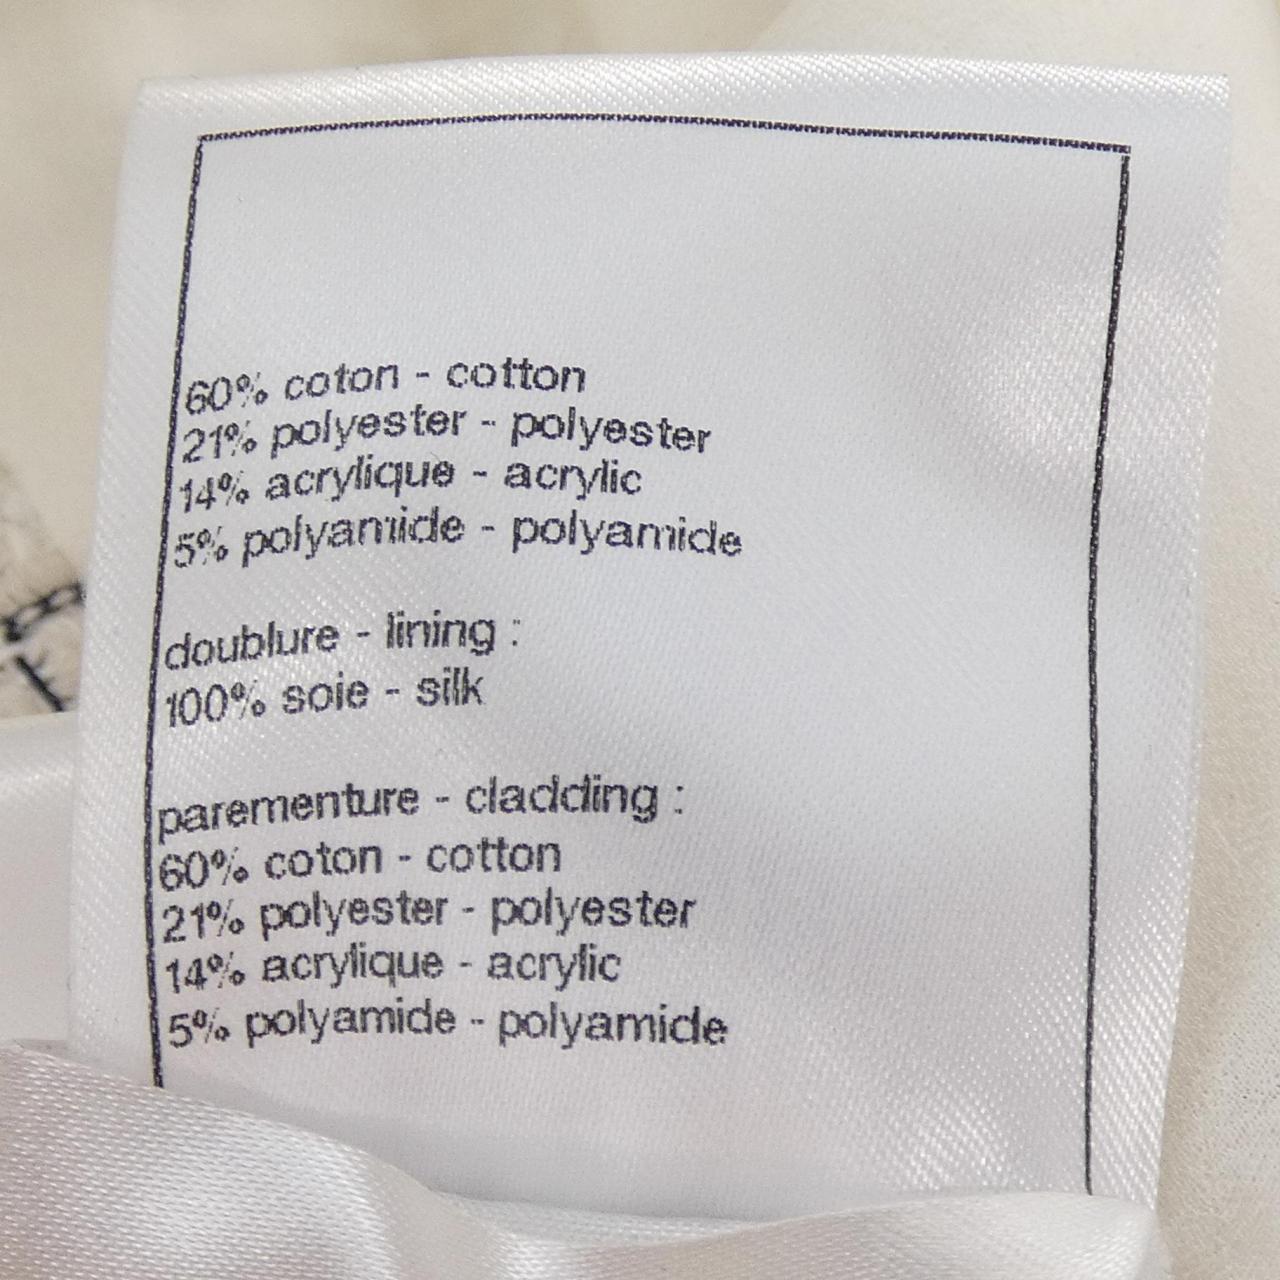 60% coton - cotton
21% polyester - polyester
14% acrylique - acrylic
5% polyamide - polyamide
doublure - lining :
100% soie - silk
parementure - cladding :
60% coton - cotton
21% polyester - polyester
14% acrylique - acrylic
5% polyamide - polyamide